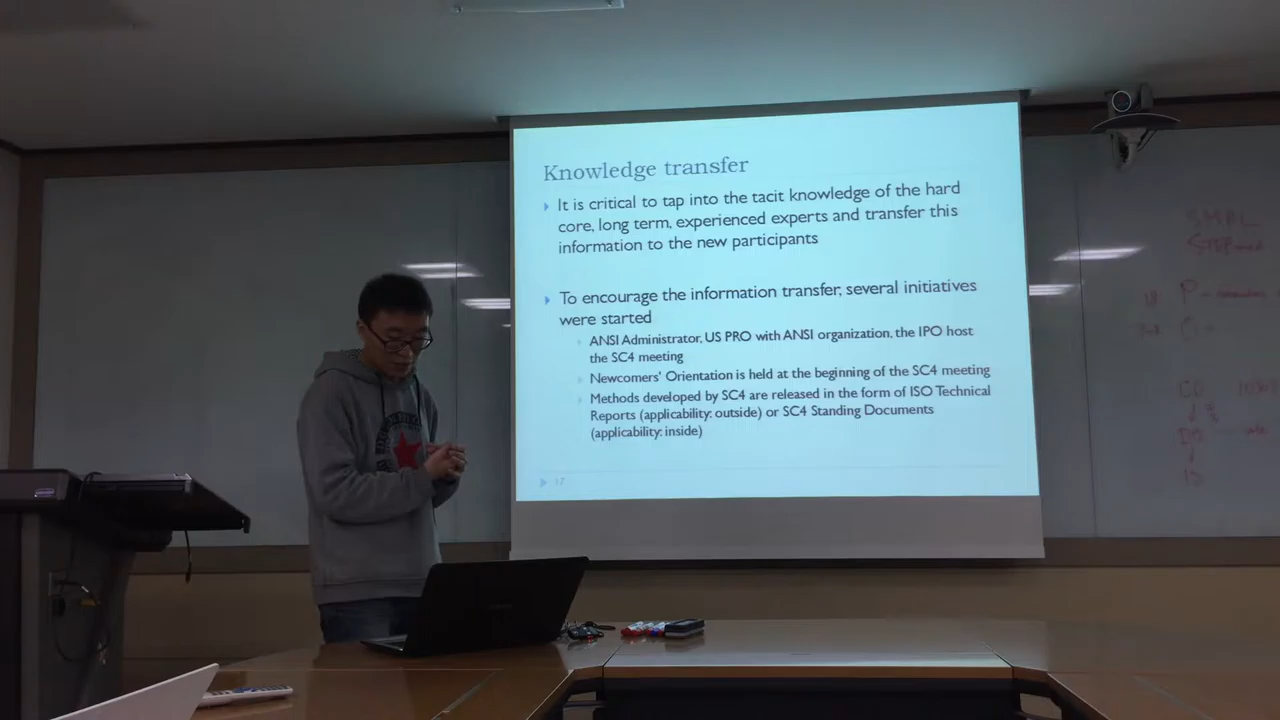 Knowledge transfer
It is critical to tap into the tacit knowledge of the hard
core, long term, experienced experts and transfer this
information to the new participants
To encourage the information transfer, several initiatives
were started
ANSI Administrator, US PRO with ANSI organization, the IPO host
the SC4 meeting
Newcomers' Orientation is held at the beginning of the SC4 meeting
Methods developed by SC4 are released in the form of ISO Technical
Reports (applicability: outside) or SC4 Standing Documents
(applicability: inside)
17